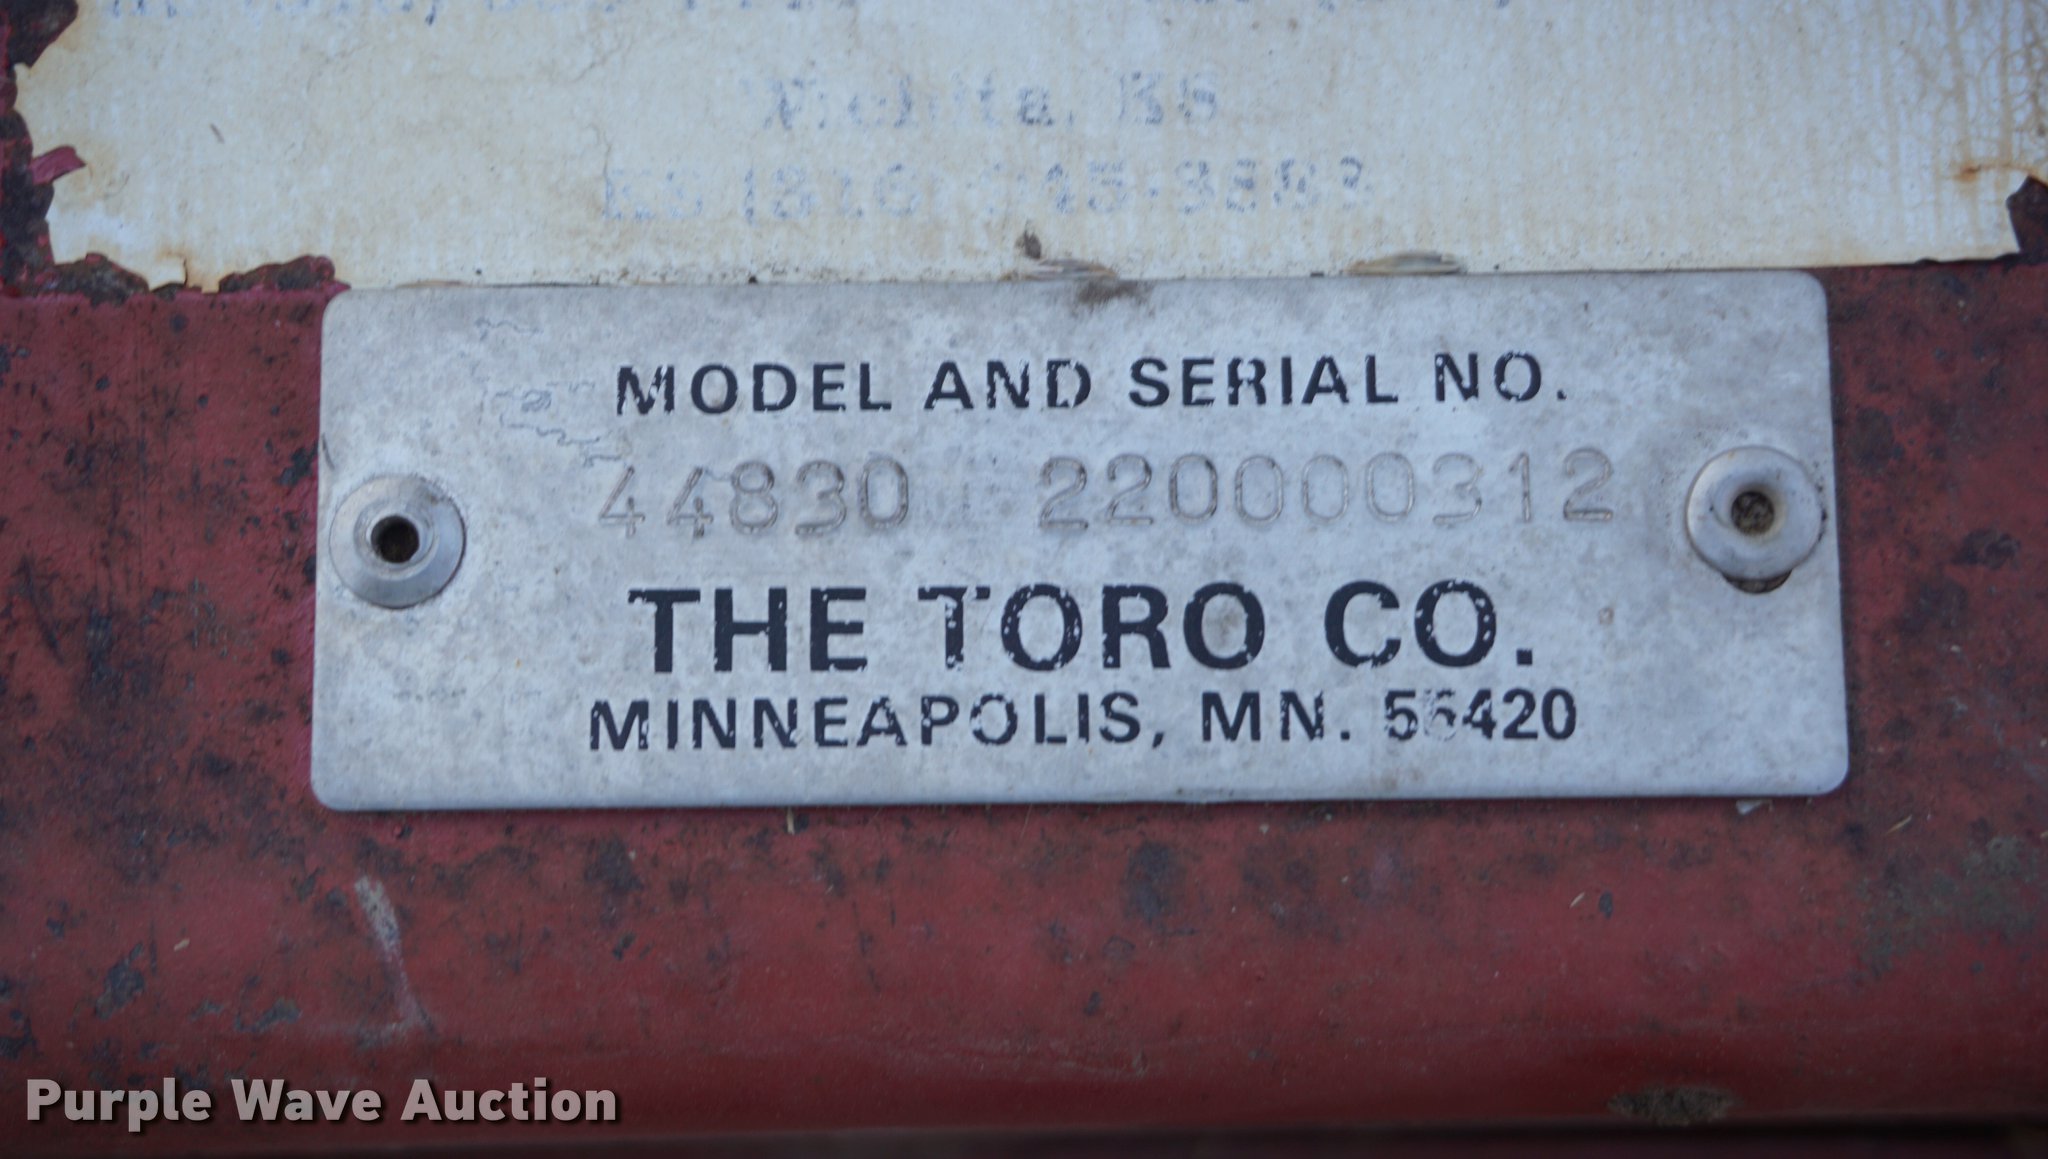 Wichita, KS
MODEL AND SERIAL NO.
44830 220000312
THE TORO CO.
MINNEAPOLIS, MN. 55420
Purple Wave Auction